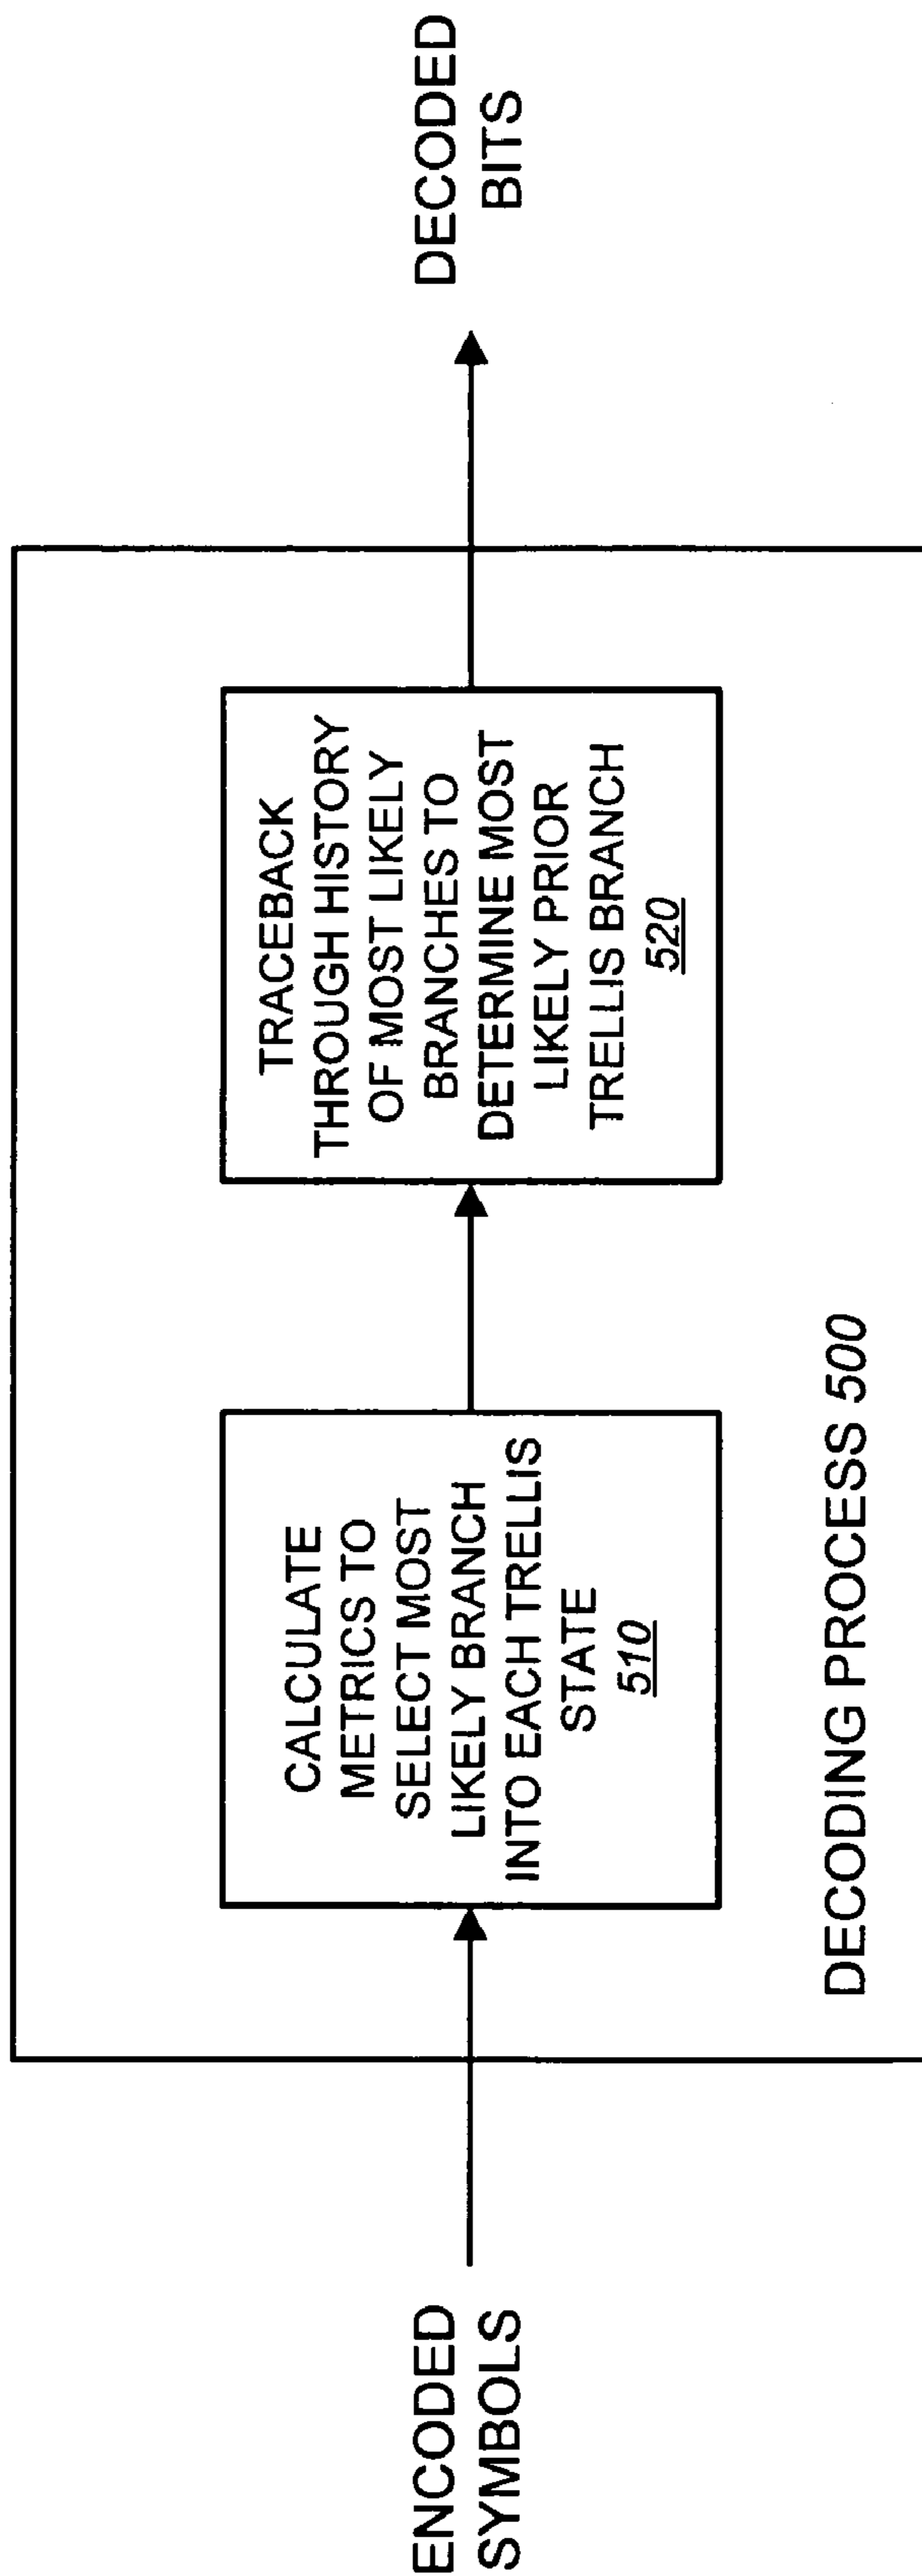 ENCODED
SYMBOLS
CALCULATE
METRICS TO
SELECT MOST
LIKELY BRANCH
INTO EACH TRELLIS
STATE
510
TRACEBACK
THROUGH HISTORY
OF MOST LIKELY
BRANCHES TO
DETERMINE MOST
LIKELY PRIOR
TRELLIS BRANCH
520
DECODED
BITS
DECODING PROCESS 500